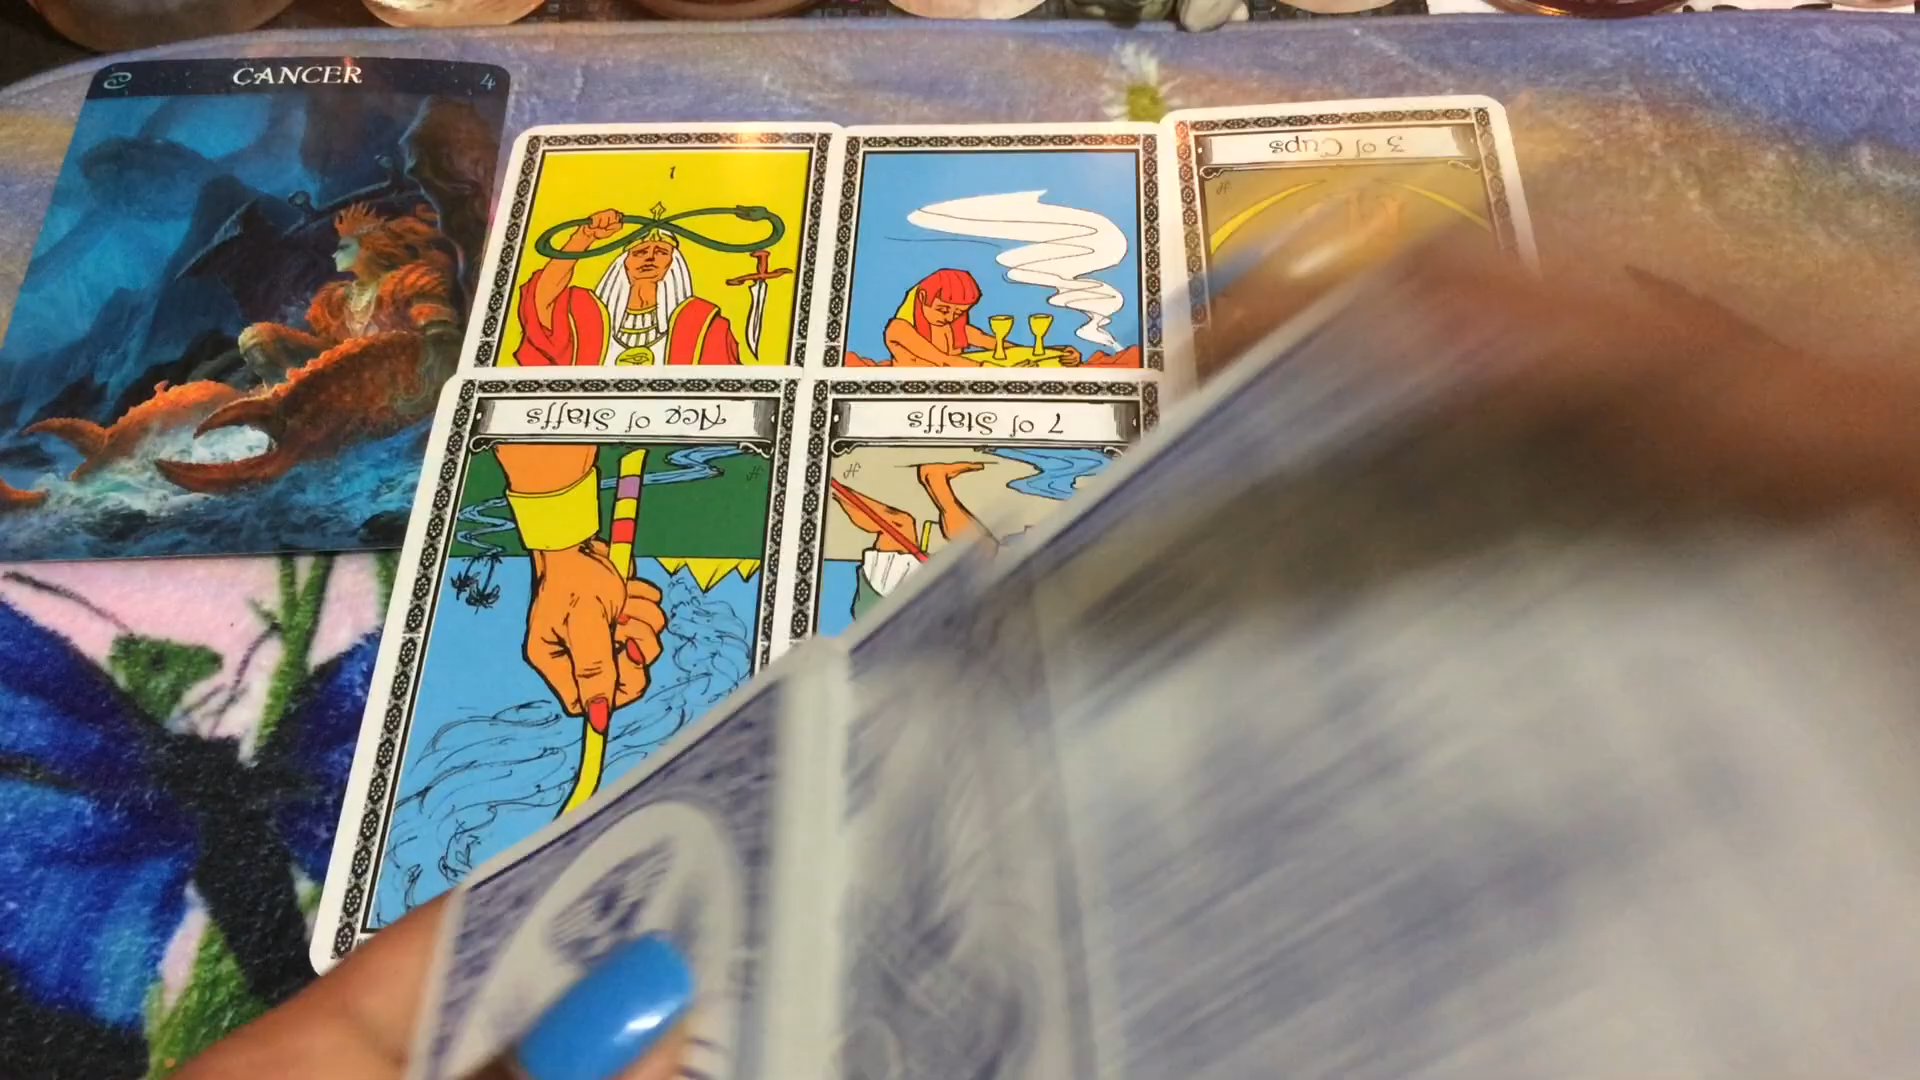 CANCER 4
1
3 of Cups
Ace of Staffs
7 of Staffs